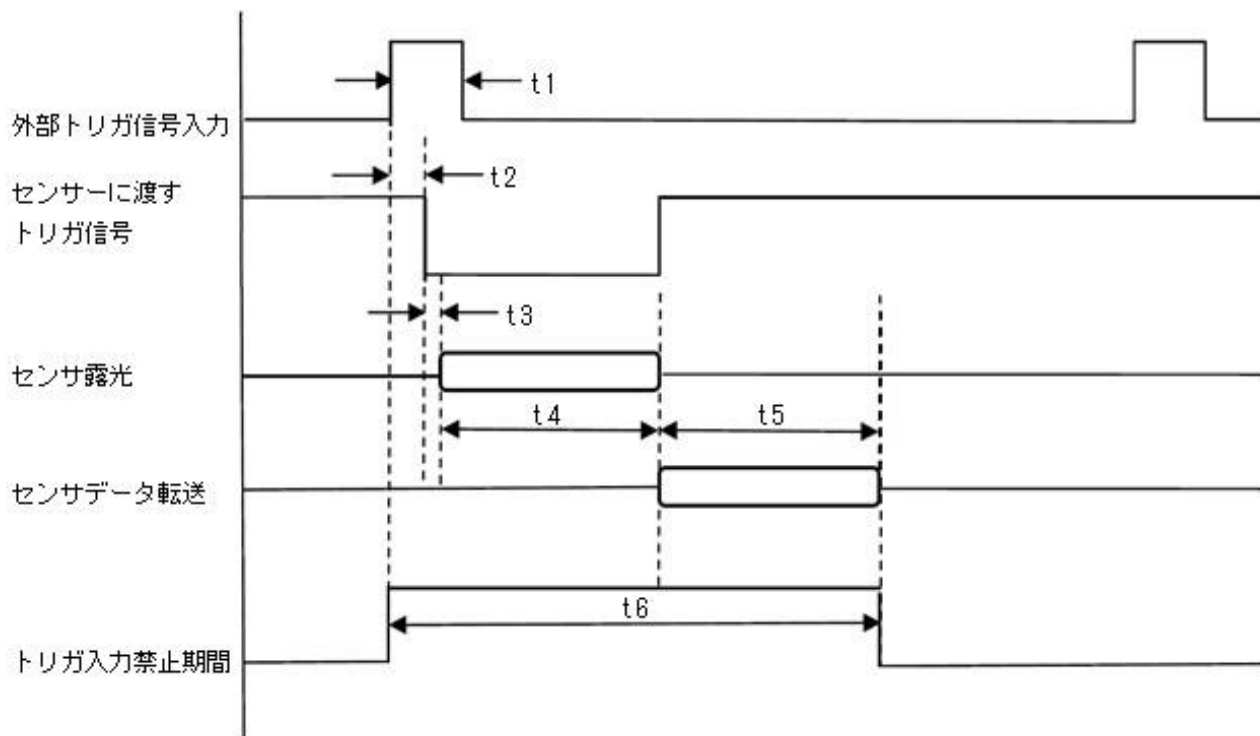 t1
外部トリガ信号入力
t2
センサーに渡す
トリガ信号
t3
センサ露光
t4
t5
センサデータ転送
t6
トリガ入力禁止期間